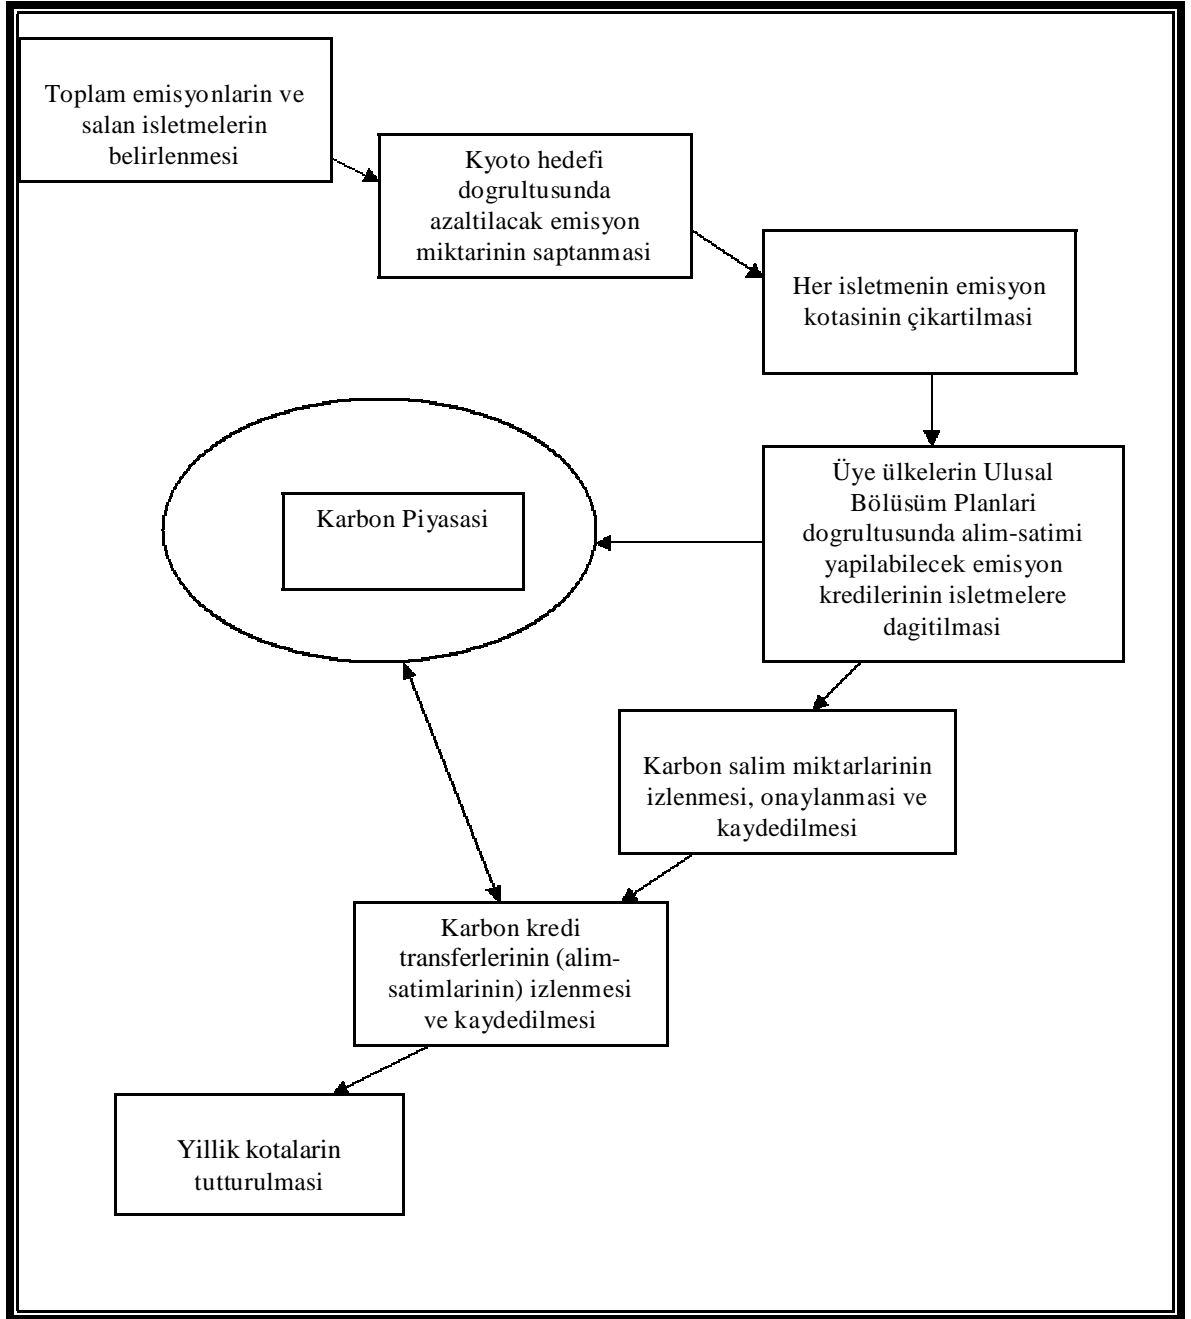 Toplam emisyonlarin ve
salan isletmelerin
belirlenmesi
Kyoto hedefi
dogrultusunda
azaltilacak emisyon
miktarinin saptanmasi
Her isletmenin emisyon
kotasinin çikartilmasi
Üye ülkelerin Ulusal
Bölüsüm Planlari
dogrultusunda alim-satimi
yapilabilecek emisyon
kredilerinin isletmelere
dagitilmasi
Karbon Piyasasi
Karbon salim miktarlarinin
izlenmesi, onaylanmasi ve
kaydedilmesi
Karbon kredi
transferlerinin (alim-
satimlarinin) izlenmesi
ve kaydedilmesi
Yillik kotalarin
tutturulmasi